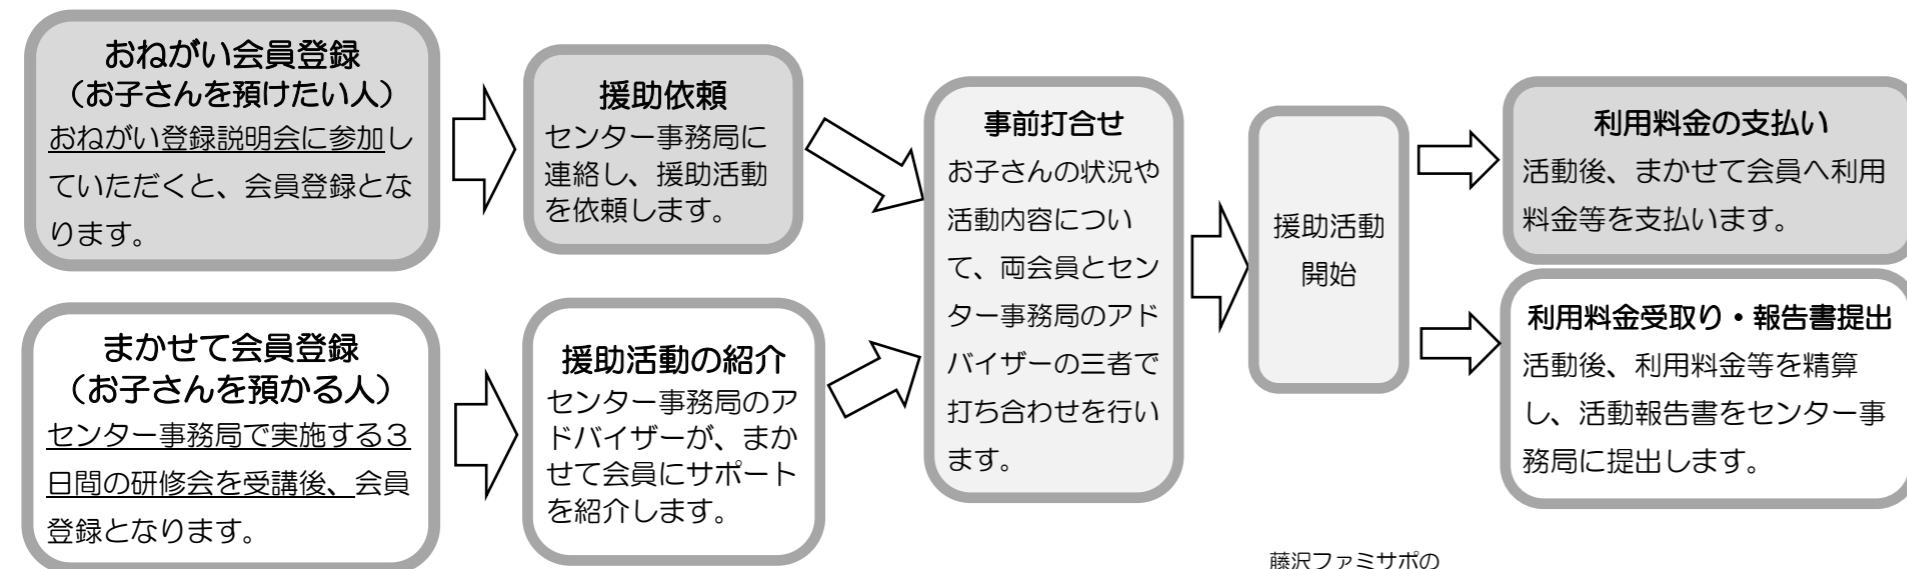 おねがい会員登録
（お子さんを預けたい人）
おねがい登録説明会に参加し
ていただくと、会員登録とな
ります。
援助依頼
センター事務局に
連絡し、援助活動
を依頼します。
まかせて会員登録
（お子さんを預かる人）
センター事務局で実施する３
日間の研修会を受講後、会員
登録となります。
援助活動の紹介
センター事務局のア
ドバイザーが、まか
せて会員にサポート
を紹介します。
事前打合せ
お子さんの状況や
活動内容につい
て、両会員とセン
ター事務局のアド
バイザーの三者で
打ち合わせを行い
ます。
援助活動
開始
利用料金の支払い
活動後、まかせて会員へ利用
料金等を支払います。
利用料金受取り・報告書提出
活動後、利用料金等を精算
し、活動報告書をセンター事
務局に提出します。
藤沢ファミサポの